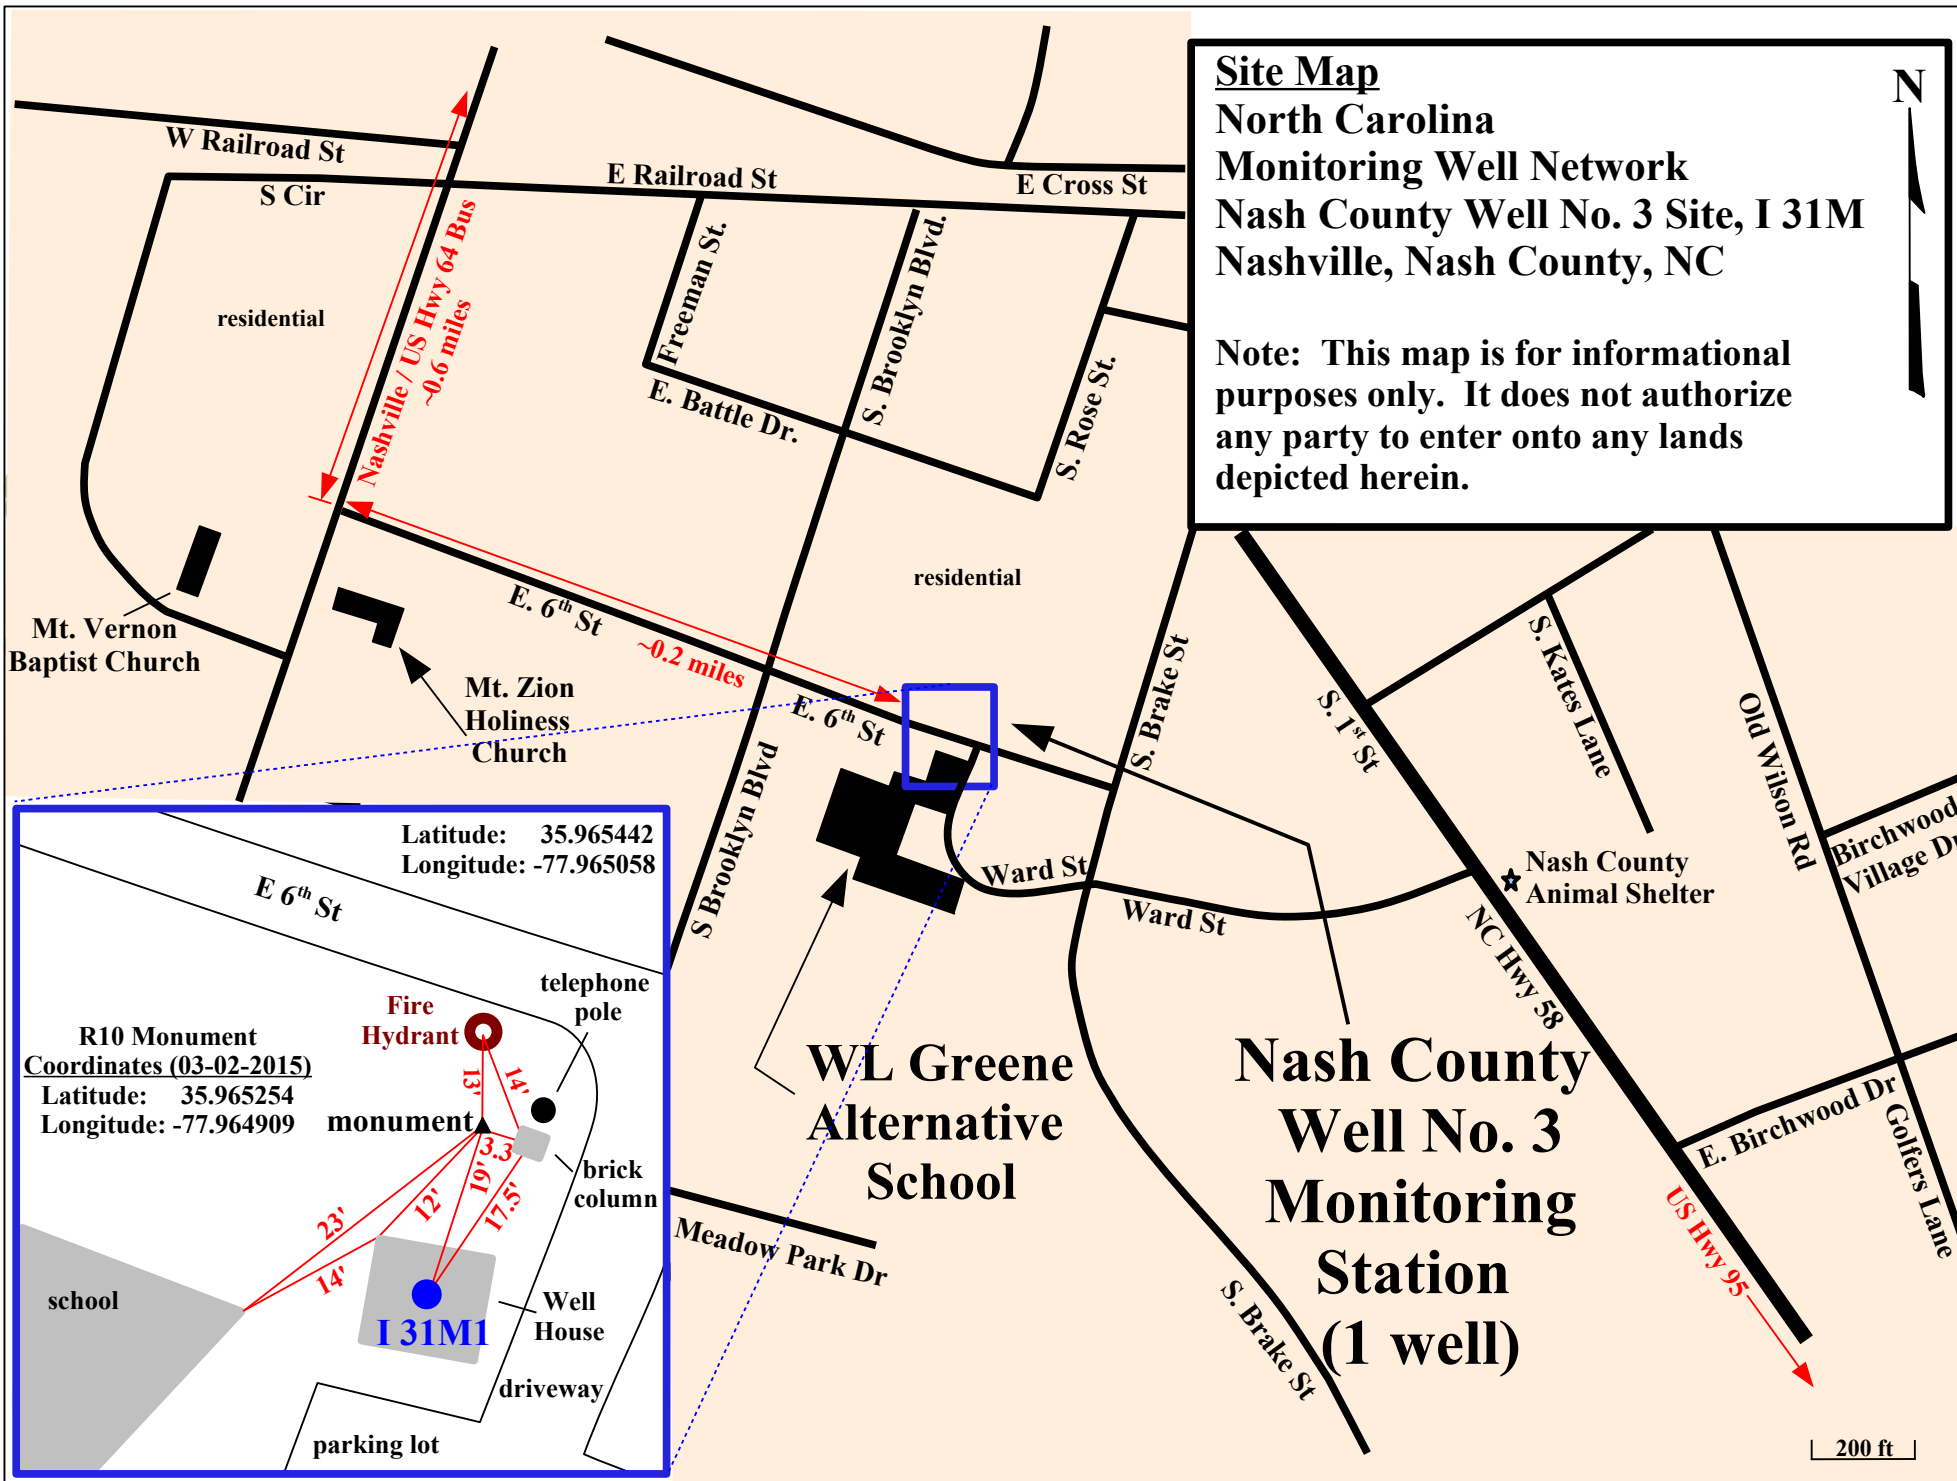 Site Map
North Carolina
Monitoring Well Network
Nash County Well No. 3 Site, I 31M
Nashville, Nash County, NC
Note: This map is for informational
purposes only. It does not authorize
any party to enter onto any lands
depicted herein.
N
W Railroad St
S Cir
E Railroad St
E Cross St
Nashville / US Hwy 64 Bus
~0.6 miles
residential
Freeman St.
S. Brooklyn Blvd.
E. Battle Dr.
S. Rose St.
residential
E. 6th St
~0.2 miles
E. 6th St
Mt. Vernon
Baptist Church
Mt. Zion
Holiness
Church
S. Brake St
S. 1st St
S. Kates Lane
Old Wilson Rd
Birchwood
Village Dr
S Brooklyn Blvd
Ward St
Ward St
Nash County
Animal Shelter
NC Hwy 58
WL Greene
Alternative
School
Nash County
Well No. 3
Monitoring
Station
(1 well)
E. Birchwood Dr
Golfers Lane
US Hwy 95
Meadow Park Dr
S. Brake St
200 ft
Latitude: 35.965442
Longitude: -77.965058
E 6th St
telephone
pole
Fire
Hydrant
R10 Monument
Coordinates (03-02-2015)
Latitude: 35.965254
Longitude: -77.964909
monument
13'
14'
3.3
19'
17.5'
12'
23'
14'
brick
column
school
I 31M1
Well
House
driveway
parking lot